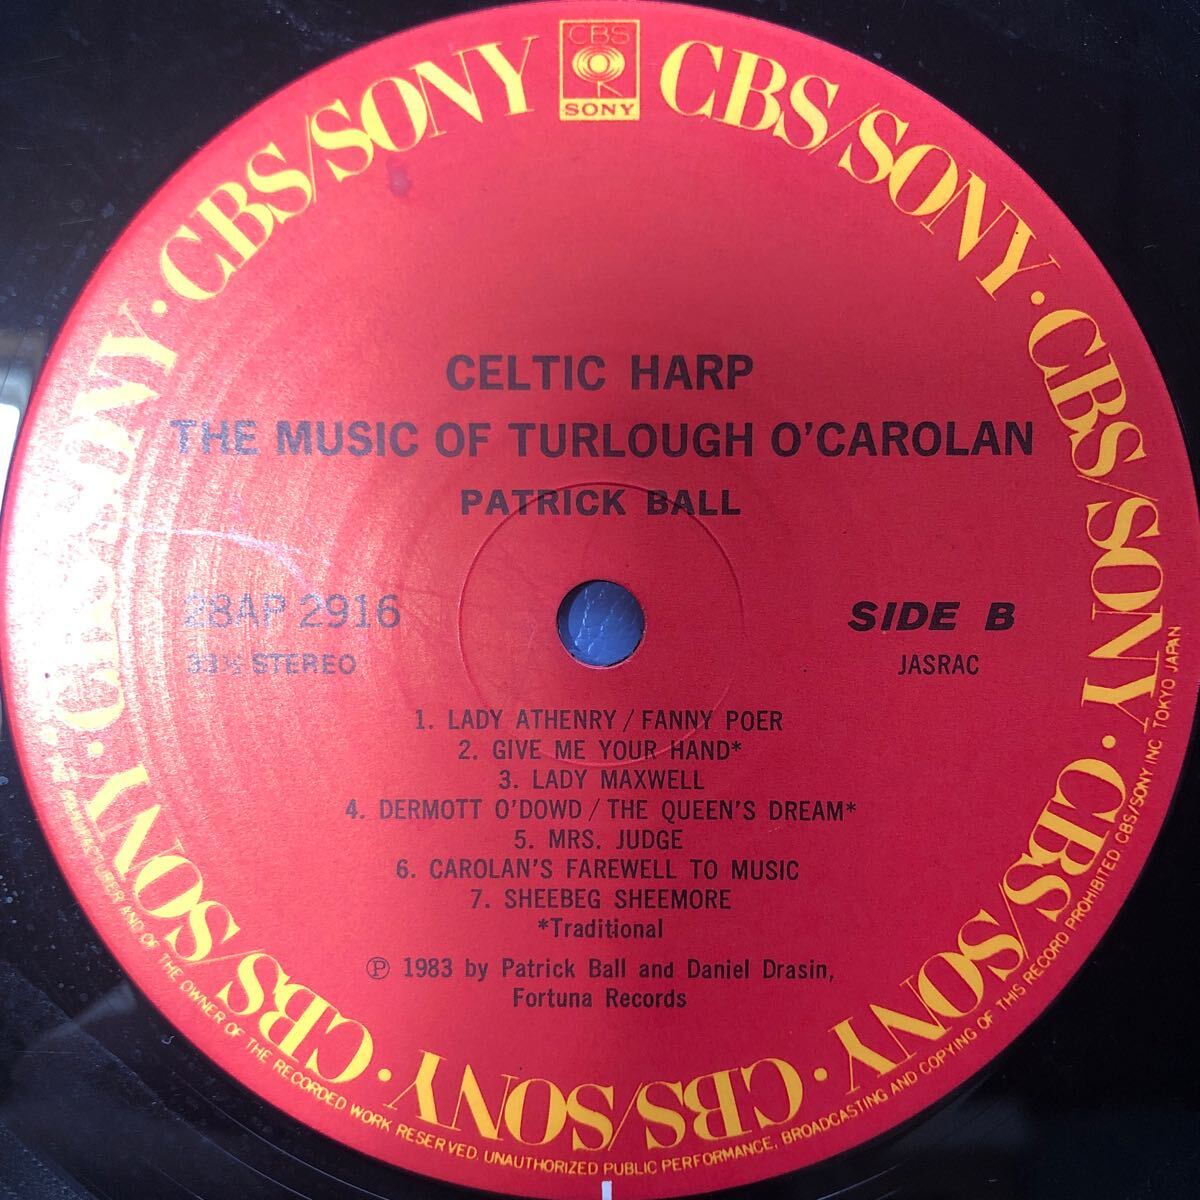 CBS
SONY
CBS/SONY · CBS/SONY · CBS/SONY · CBS/SONY · CBS/SONY · CBS/SONY · CBS/SONY · CBS/SONY
CELTIC HARP
THE MUSIC OF TURLOUGH O'CAROLAN
PATRICK BALL
28AP 2916
SIDE B
33⅓ STEREO
JASRAC
1. LADY ATHENRY / FANNY POER
2. GIVE ME YOUR HAND*
3. LADY MAXWELL
4. DERMOTT O'DOWD / THE QUEEN'S DREAM*
5. MRS. JUDGE
6. CAROLAN'S FAREWELL TO MUSIC
7. SHEEBEG SHEEMORE
*Traditional
Ⓟ 1983 by Patrick Ball and Daniel Drasin,
Fortuna Records
MANUFACTURER AND OF THE OWNER OF THE RECORDED WORK RESERVED. UNAUTHORIZED PUBLIC PERFORMANCE, BROADCASTING AND COPYING OF THIS RECORD PROHIBITED. CBS/SONY INC. TOKYO JAPAN